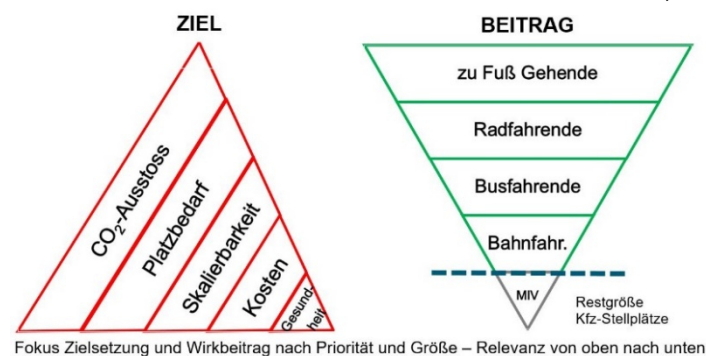 ZIEL
CO₂-Ausstoss
Platzbedarf
Skalierbarkeit
Kosten
Gesund-
heit
BEITRAG
zu Fuß Gehende
Radfahrende
Busfahrende
Bahnfahr.
MIV
Restgröße
Kfz-Stellplätze
Fokus Zielsetzung und Wirkbeitrag nach Priorität und Größe – Relevanz von oben nach unten